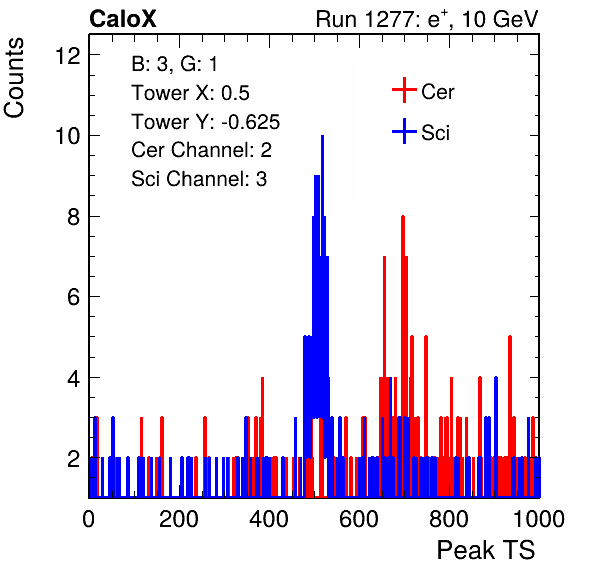 CaloX Run 1277: e⁺, 10 GeV
Counts
B: 3, G: 1
Tower X: 0.5
Tower Y: -0.625
Cer Channel: 2
Sci Channel: 3
Cer
Sci
12
10
8
6
4
2
0 200 400 600 800 1000
Peak TS